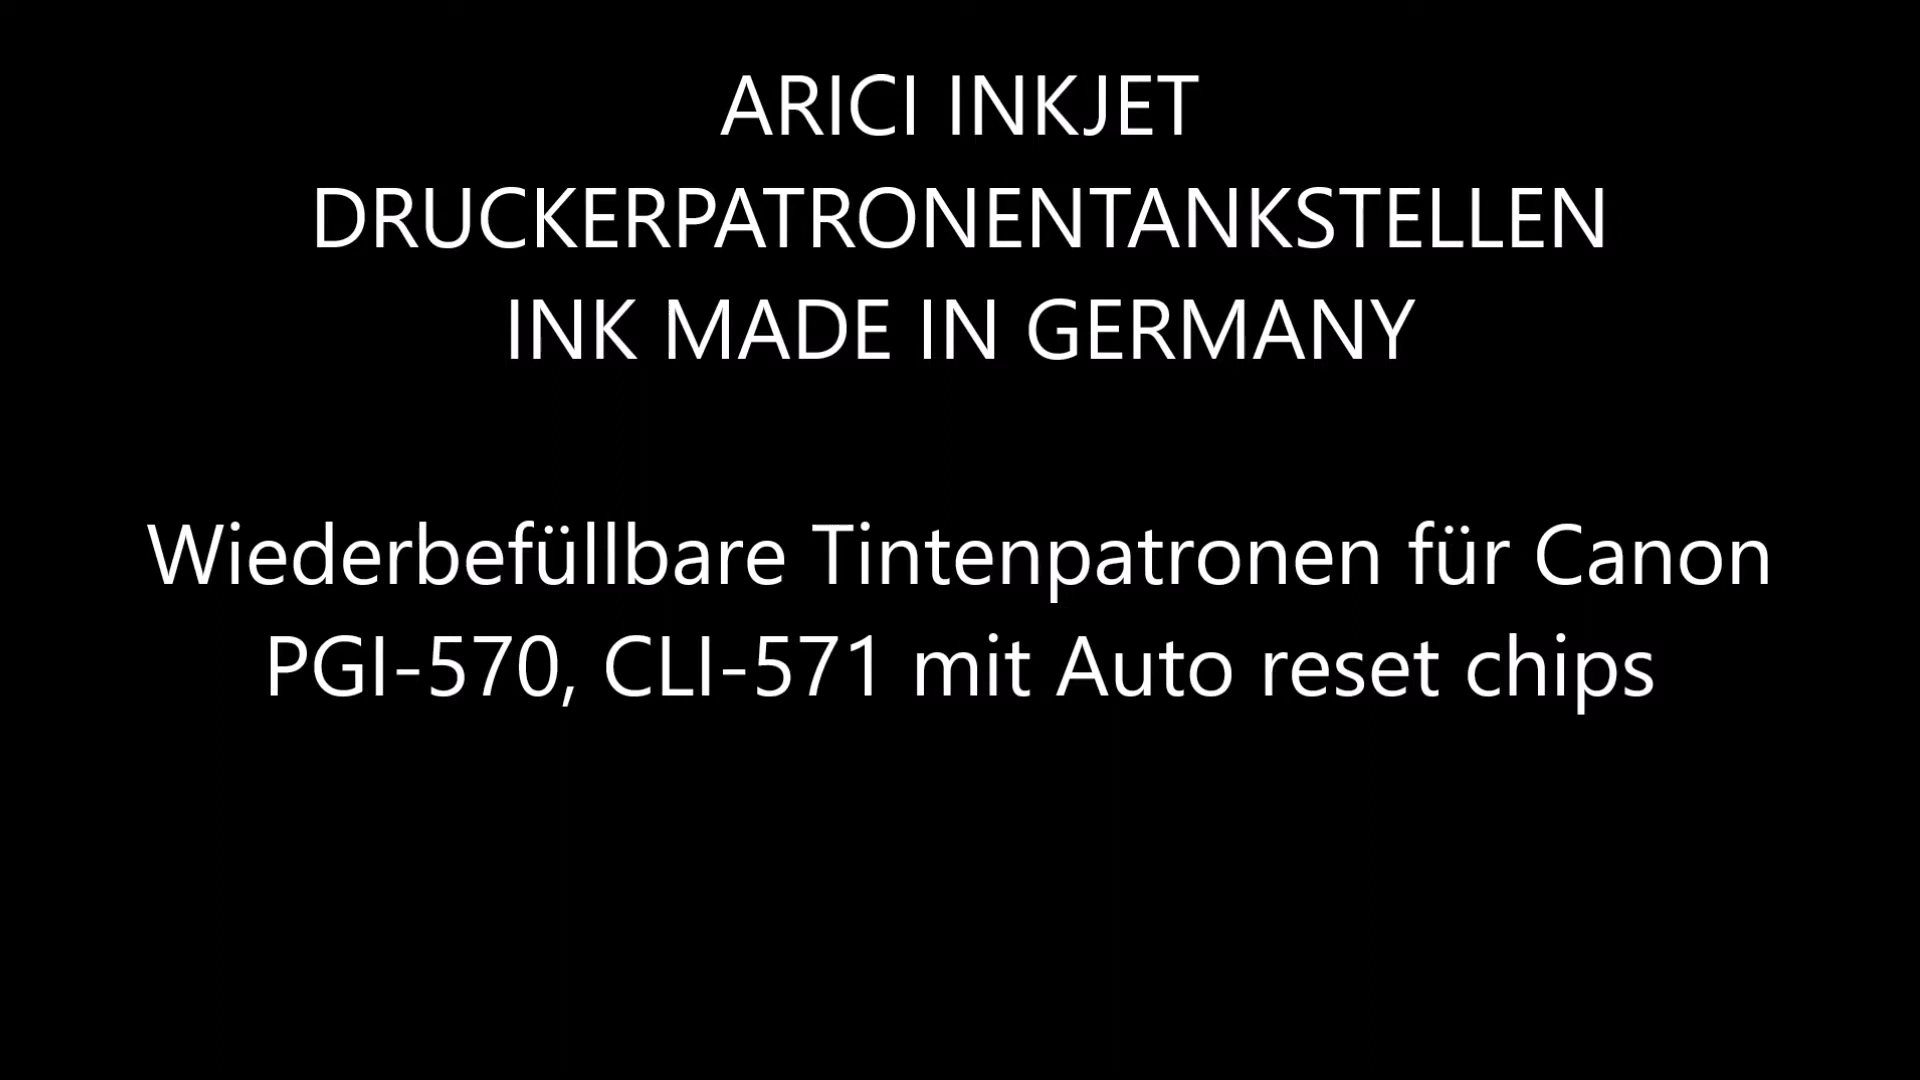 ARICI INKJET
DRUCKERPATRONENTANKSTELLEN
INK MADE IN GERMANY
Wiederbefüllbare Tintenpatronen für Canon
PGI-570, CLI-571 mit Auto reset chips